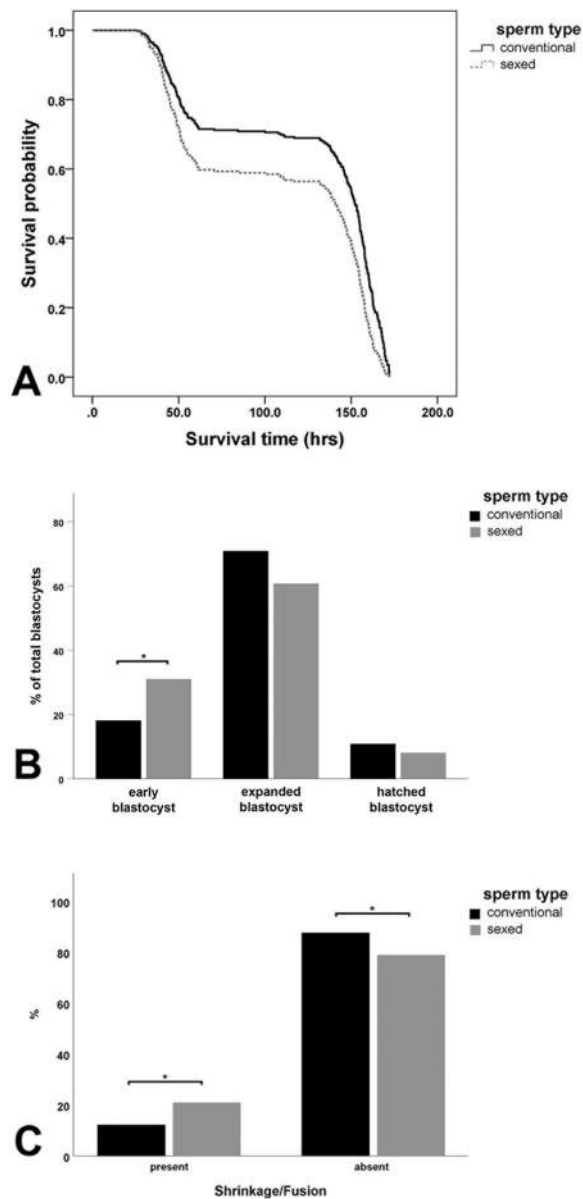 sperm type
conventional
sexed
1.0
0.8
0.6
0.4
0.2
0.0
Survival probability
.0 50.0 100.0 150.0 200.0
Survival time (hrs)
A
sperm type
conventional
sexed
80
60
40
20
0
% of total blastocysts
*
early blastocyst
expanded blastocyst
hatched blastocyst
B
sperm type
conventional
sexed
100
80
60
40
20
0
%
*
*
present absent
Shrinkage/Fusion
C